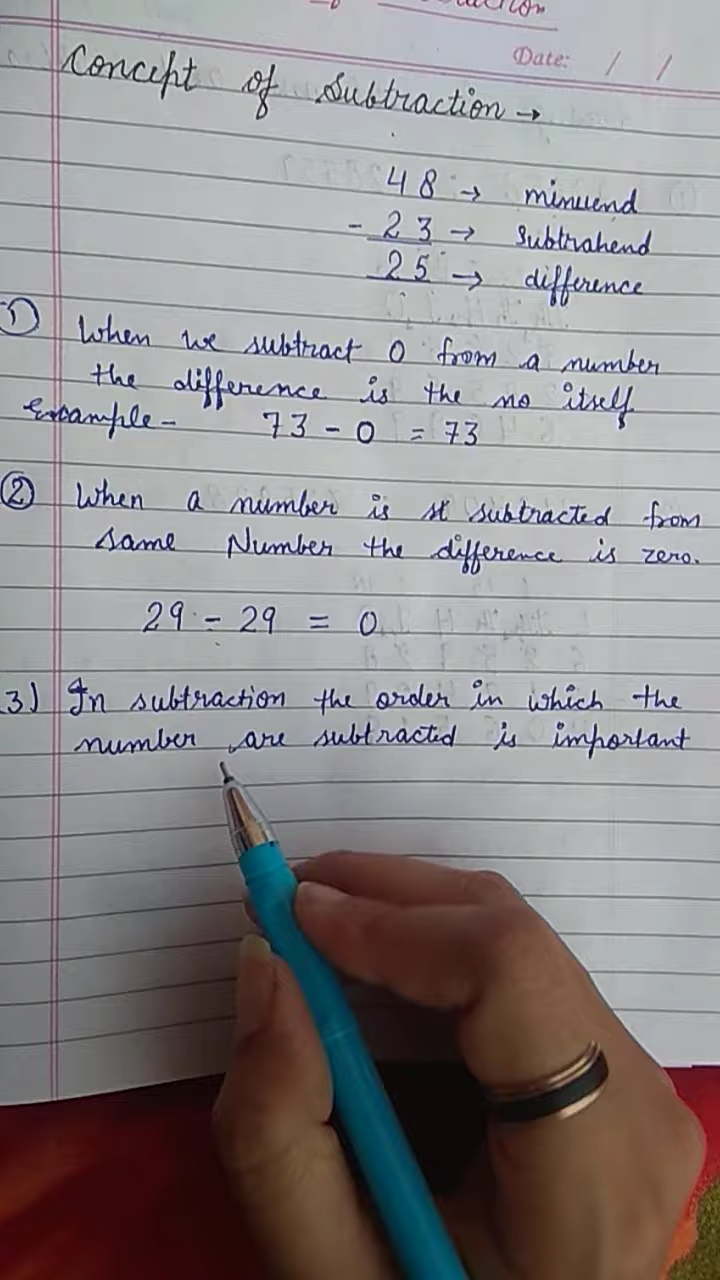 Date: / /
Concept of Subtraction →
48 → minuend
- 23 → Subtrahend
25 → difference
① When we subtract 0 from a number
the difference is the no itself
Example - 73 - 0 = 73
② When a number is st subtracted from
same Number the difference is zero.
29 - 29 = 0
3) In subtraction the order in which the
number are subtracted is important